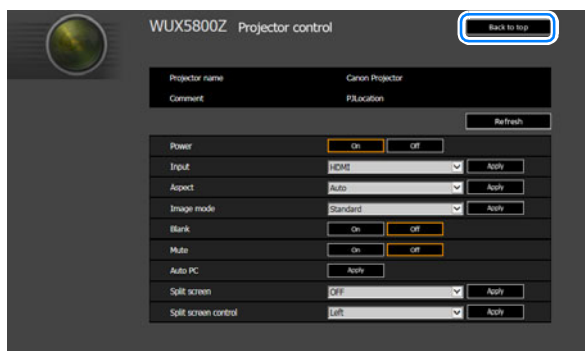 WUX5800Z Projector control
Back to top
Projector name Canon Projector
Comment PJLocation
Refresh
Power On Off
Input HDMI Apply
Aspect Auto Apply
Image mode Standard Apply
Blank On Off
Mute On Off
Auto PC Apply
Split screen OFF Apply
Split screen control Left Apply